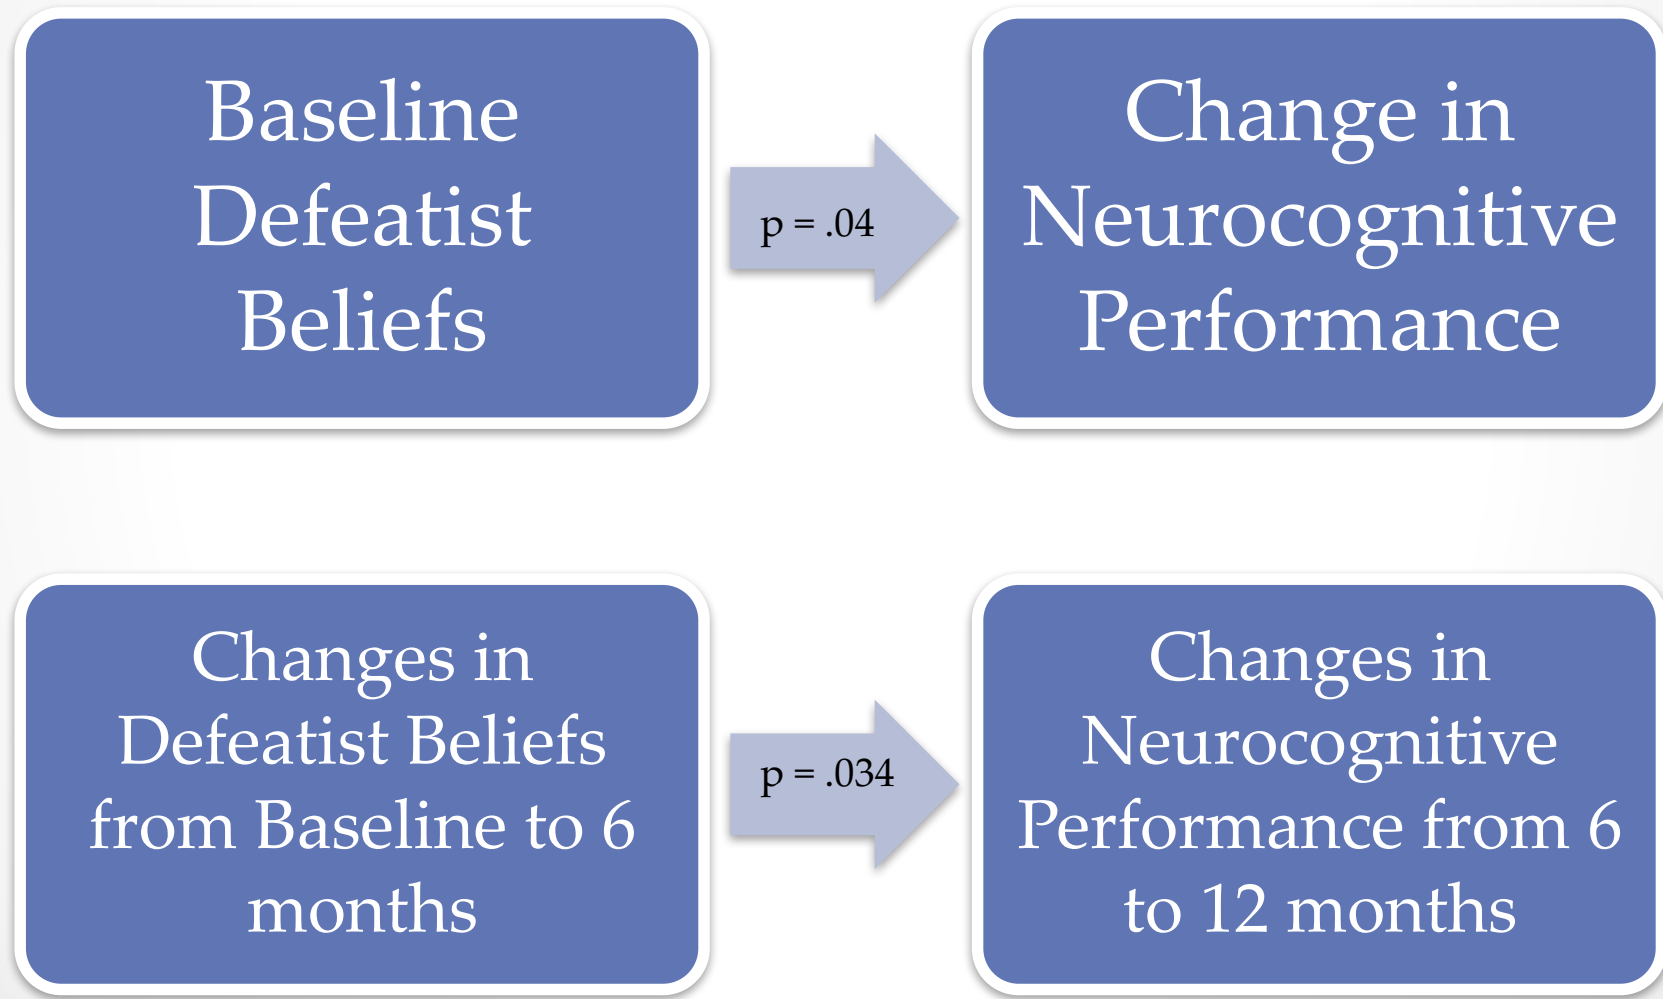 Baseline
Defeatist
Beliefs
p = .04
Change in
Neurocognitive
Performance
Changes in
Defeatist Beliefs
from Baseline to 6
months
p = .034
Changes in
Neurocognitive
Performance from 6
to 12 months